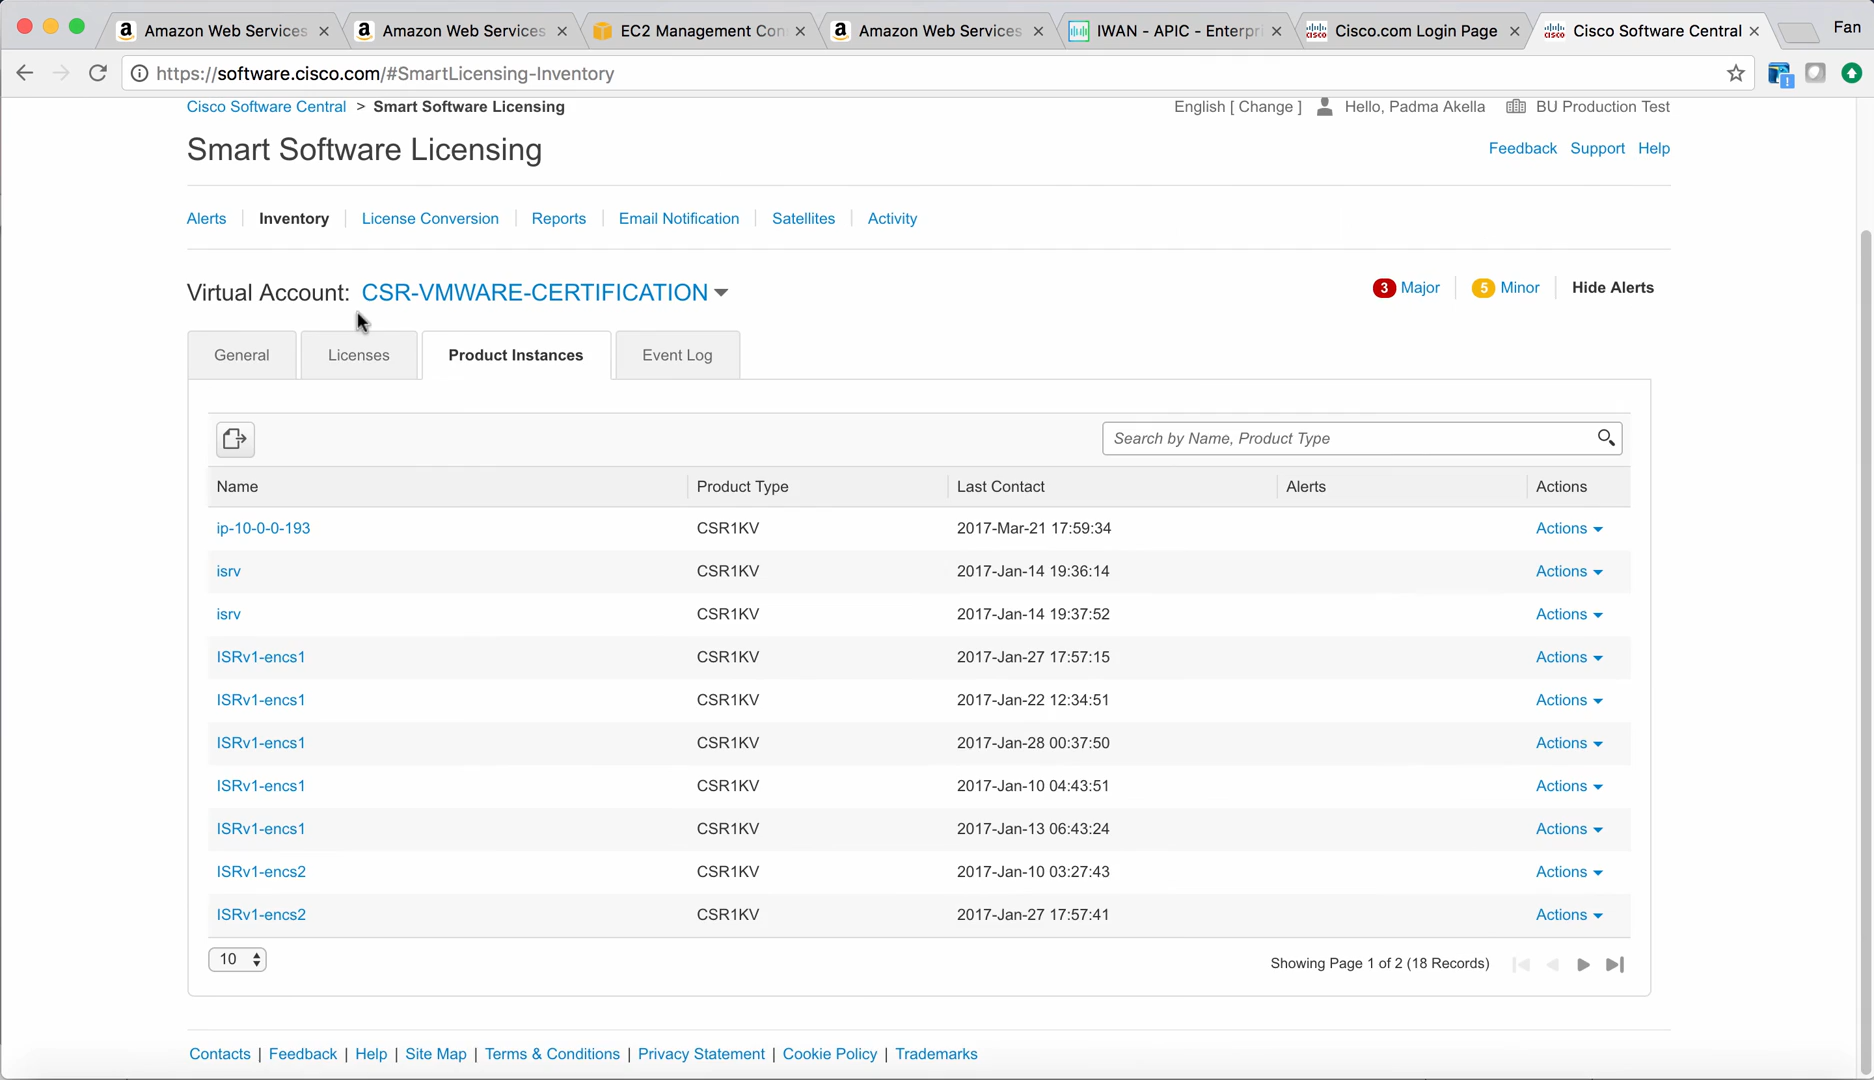 Amazon Web Services
Amazon Web Services
EC2 Management Con
Amazon Web Services
IWAN - APIC - Enterpri
Cisco.com Login Page
Cisco Software Central
Fan
https://software.cisco.com/#SmartLicensing-Inventory
Cisco Software Central > Smart Software Licensing
English [ Change ] Hello, Padma Akella BU Production Test
Smart Software Licensing
Feedback Support Help
Alerts Inventory License Conversion Reports Email Notification Satellites Activity
Virtual Account: CSR-VMWARE-CERTIFICATION
3 Major 5 Minor Hide Alerts
General Licenses Product Instances Event Log
Search by Name, Product Type
Name Product Type Last Contact Alerts Actions
ip-10-0-0-193 CSR1KV 2017-Mar-21 17:59:34 Actions
isrv CSR1KV 2017-Jan-14 19:36:14 Actions
isrv CSR1KV 2017-Jan-14 19:37:52 Actions
ISRv1-encs1 CSR1KV 2017-Jan-27 17:57:15 Actions
ISRv1-encs1 CSR1KV 2017-Jan-22 12:34:51 Actions
ISRv1-encs1 CSR1KV 2017-Jan-28 00:37:50 Actions
ISRv1-encs1 CSR1KV 2017-Jan-10 04:43:51 Actions
ISRv1-encs1 CSR1KV 2017-Jan-13 06:43:24 Actions
ISRv1-encs2 CSR1KV 2017-Jan-10 03:27:43 Actions
ISRv1-encs2 CSR1KV 2017-Jan-27 17:57:41 Actions
10 Showing Page 1 of 2 (18 Records)
Contacts | Feedback | Help | Site Map | Terms & Conditions | Privacy Statement | Cookie Policy | Trademarks